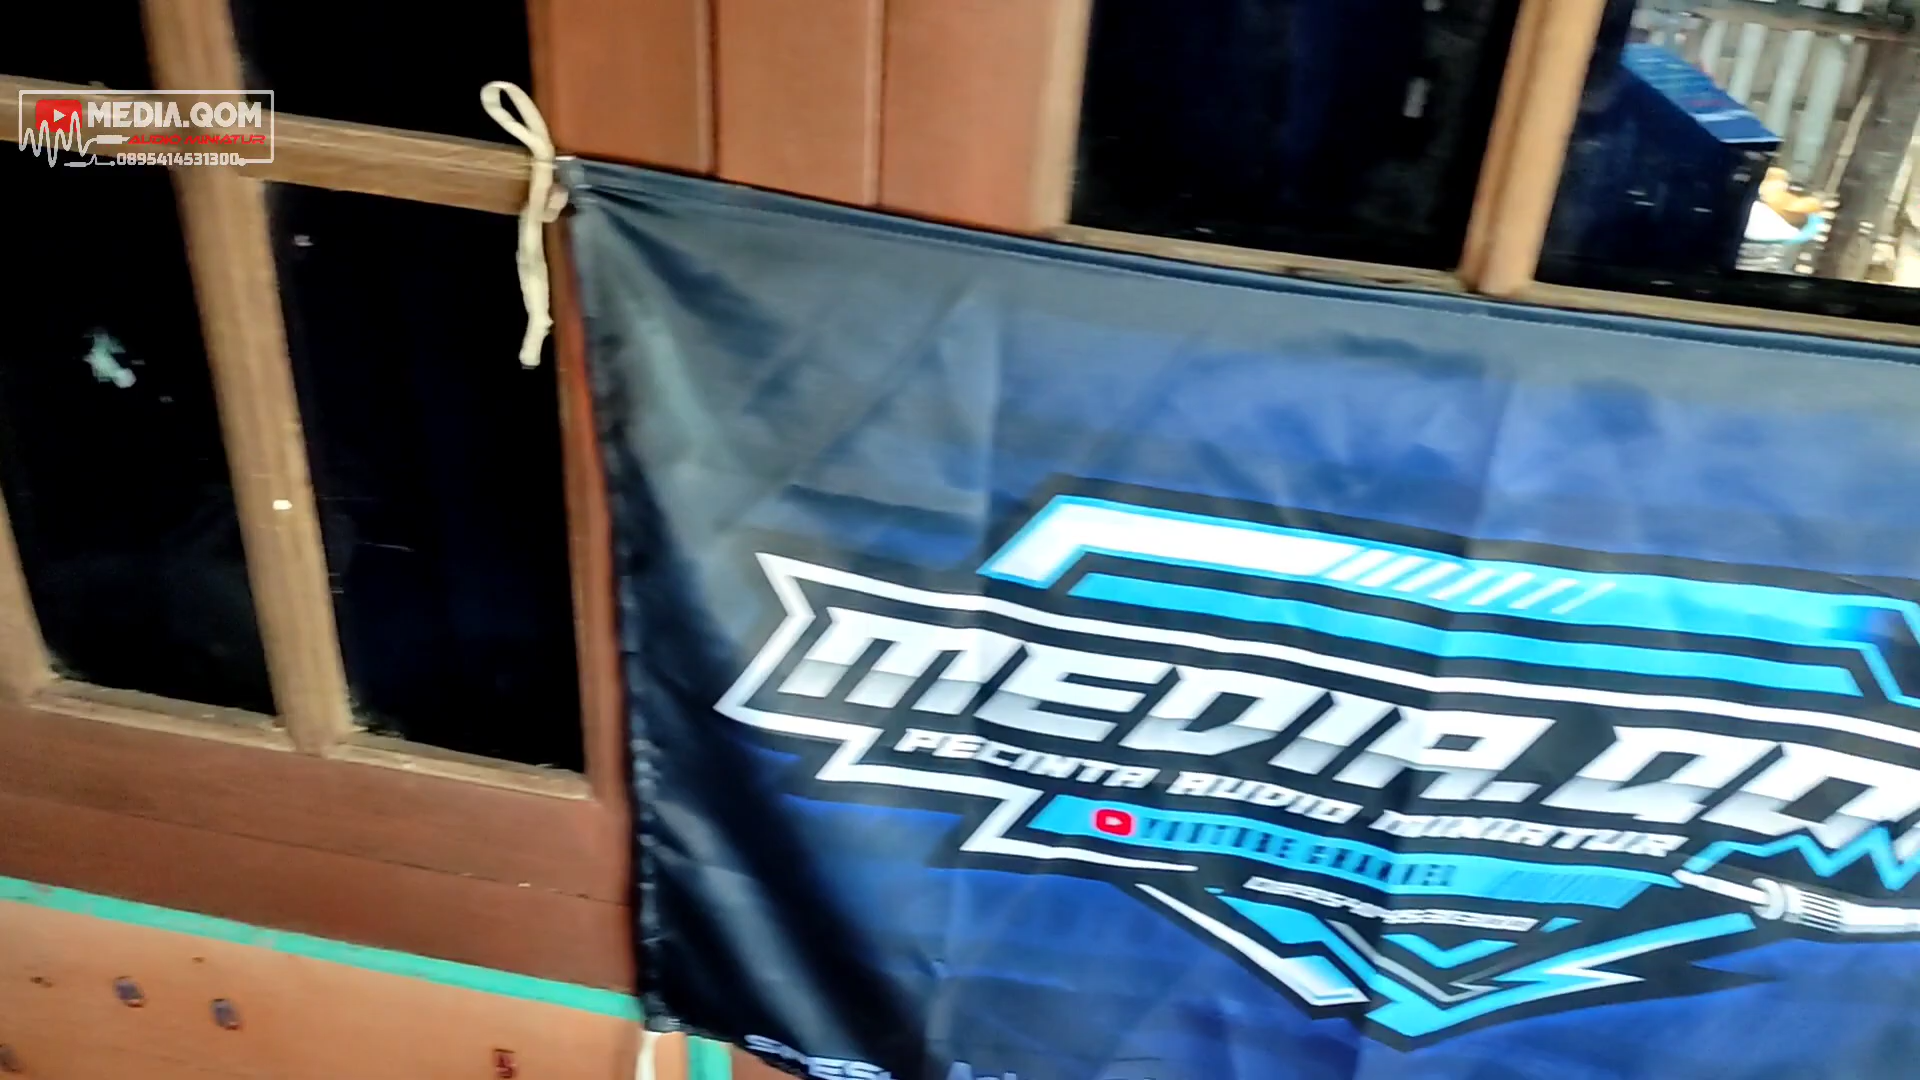 MEDIA.QOM
AUDIO MINIATUR
0895414531300
MEDIA.QO
PECINTA AUDIO MINIATUR
YOUTUBE CHANNEL